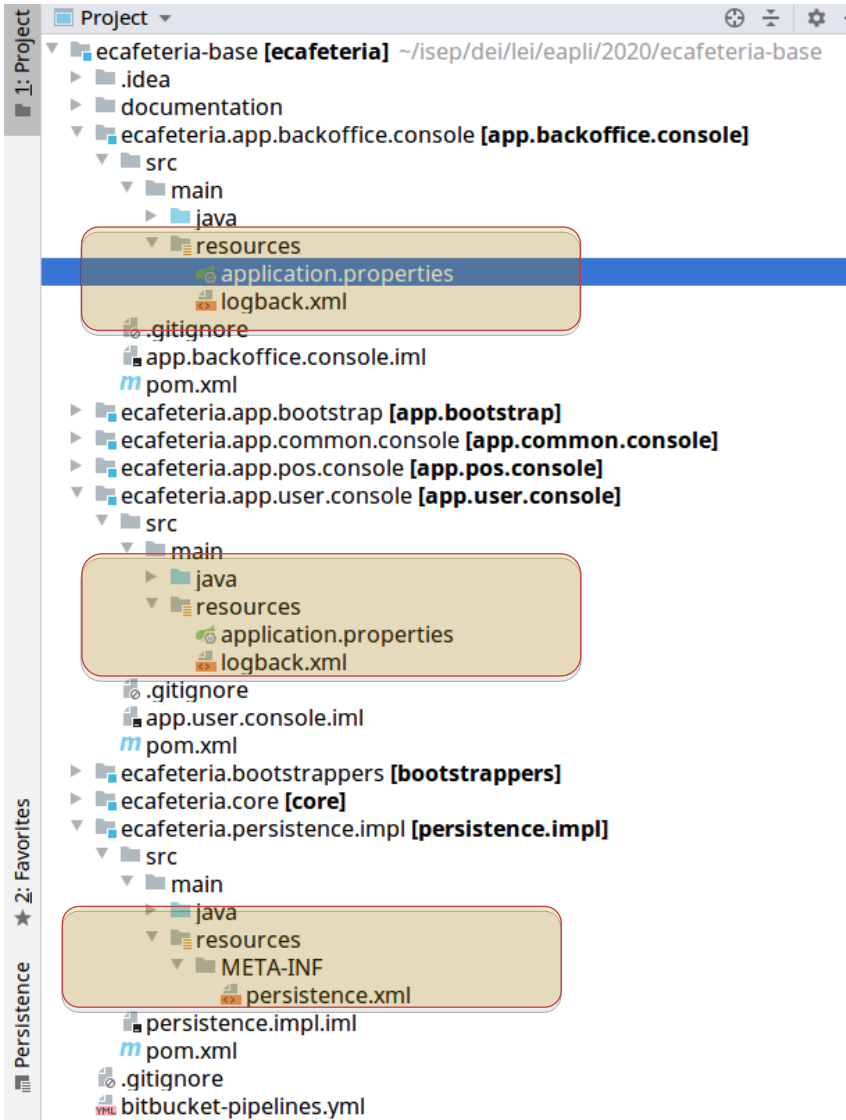 1: Project
Project
ecafeteria-base [ecafeteria] ~/isep/dei/lei/eapli/2020/ecafeteria-base
.idea
documentation
ecafeteria.app.backoffice.console [app.backoffice.console]
src
main
java
resources
application.properties
logback.xml
.gitignore
app.backoffice.console.iml
m pom.xml
ecafeteria.app.bootstrap [app.bootstrap]
ecafeteria.app.common.console [app.common.console]
ecafeteria.app.pos.console [app.pos.console]
ecafeteria.app.user.console [app.user.console]
src
main
java
resources
application.properties
logback.xml
.gitignore
app.user.console.iml
m pom.xml
ecafeteria.bootstrappers [bootstrappers]
ecafeteria.core [core]
ecafeteria.persistence.impl [persistence.impl]
src
main
java
resources
META-INF
persistence.xml
persistence.impl.iml
m pom.xml
.gitignore
YML bitbucket-pipelines.yml
2: Favorites
Persistence